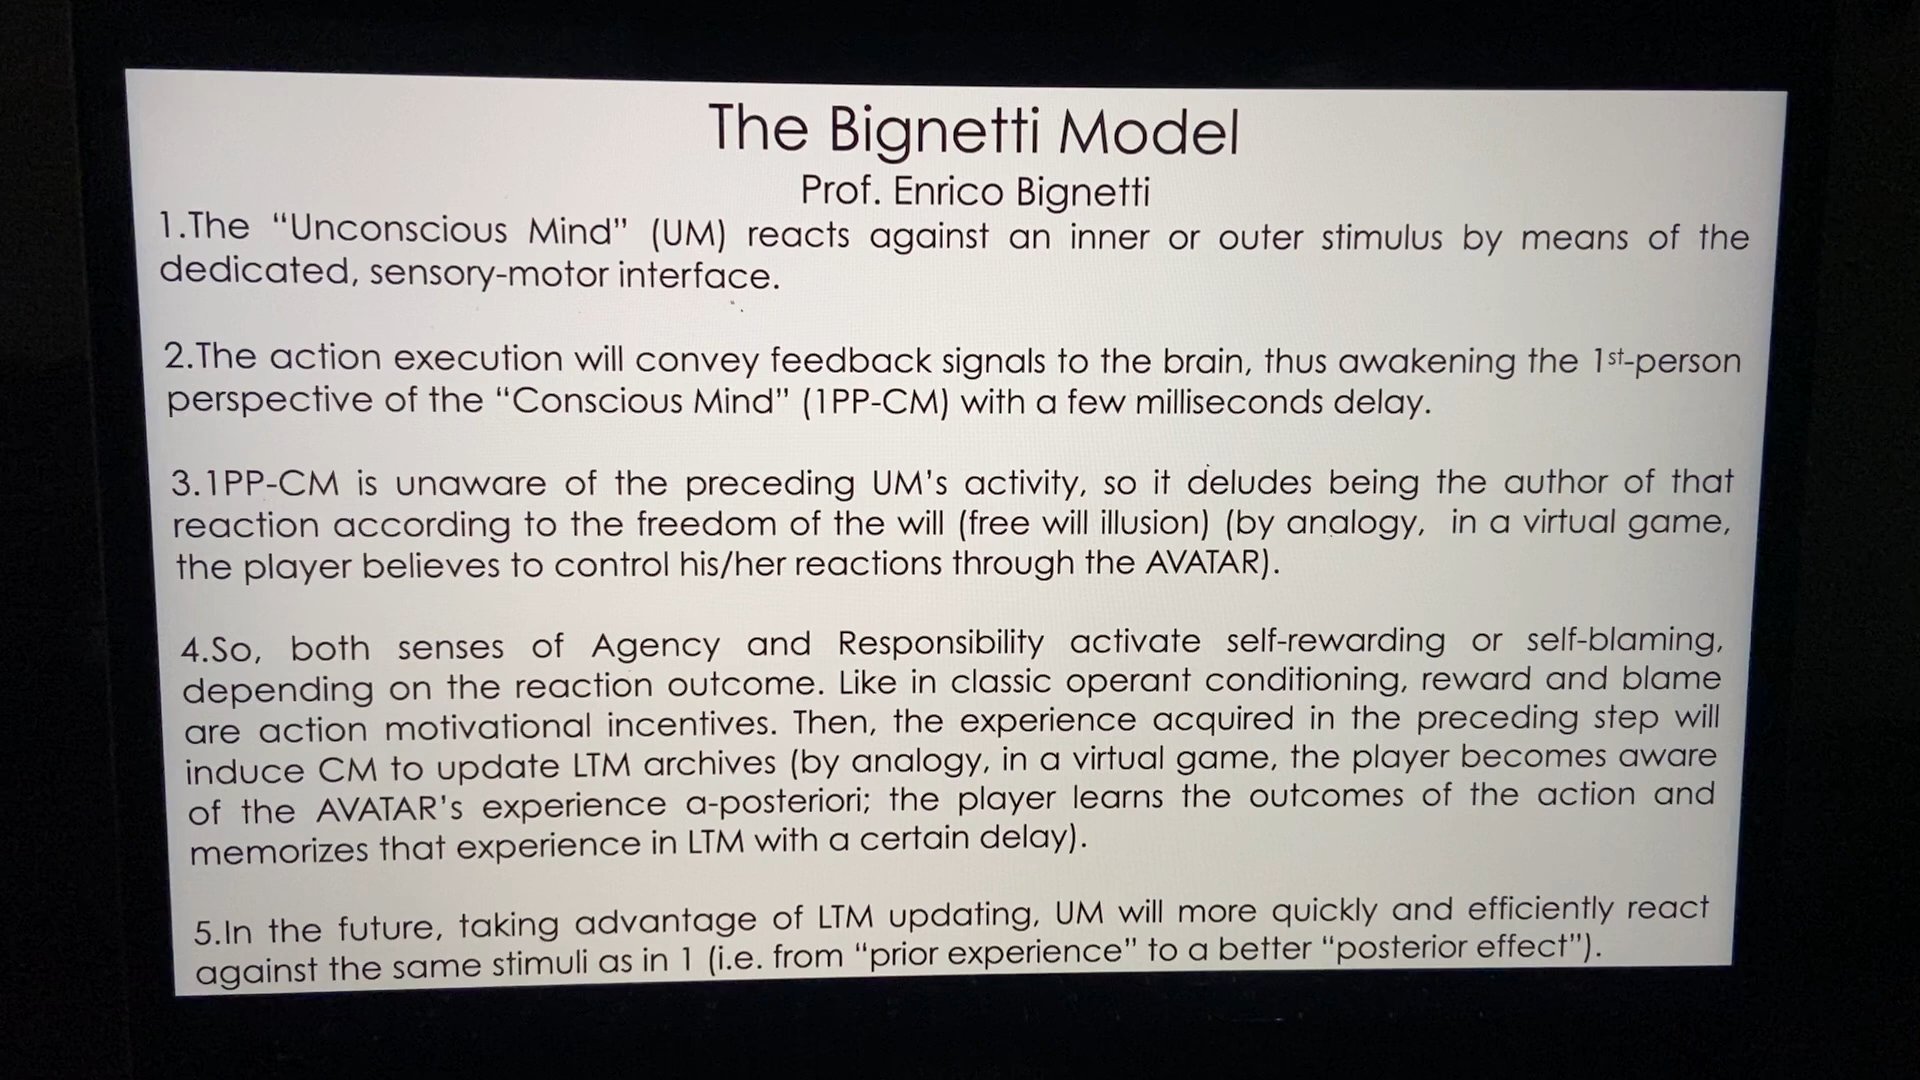 The Bignetti Model
Prof. Enrico Bignetti
1.The “Unconscious Mind” (UM) reacts against an inner or outer stimulus by means of the
dedicated, sensory-motor interface.
2.The action execution will convey feedback signals to the brain, thus awakening the 1st-person
perspective of the “Conscious Mind” (1PP-CM) with a few milliseconds delay.
3.1PP-CM is unaware of the preceding UM’s activity, so it deludes being the author of that
reaction according to the freedom of the will (free will illusion) (by analogy, in a virtual game,
the player believes to control his/her reactions through the AVATAR).
4.So, both senses of Agency and Responsibility activate self-rewarding or self-blaming,
depending on the reaction outcome. Like in classic operant conditioning, reward and blame
are action motivational incentives. Then, the experience acquired in the preceding step will
induce CM to update LTM archives (by analogy, in a virtual game, the player becomes aware
of the AVATAR’s experience a-posteriori; the player learns the outcomes of the action and
memorizes that experience in LTM with a certain delay).
5.In the future, taking advantage of LTM updating, UM will more quickly and efficiently react
against the same stimuli as in 1 (i.e. from “prior experience” to a better “posterior effect”).